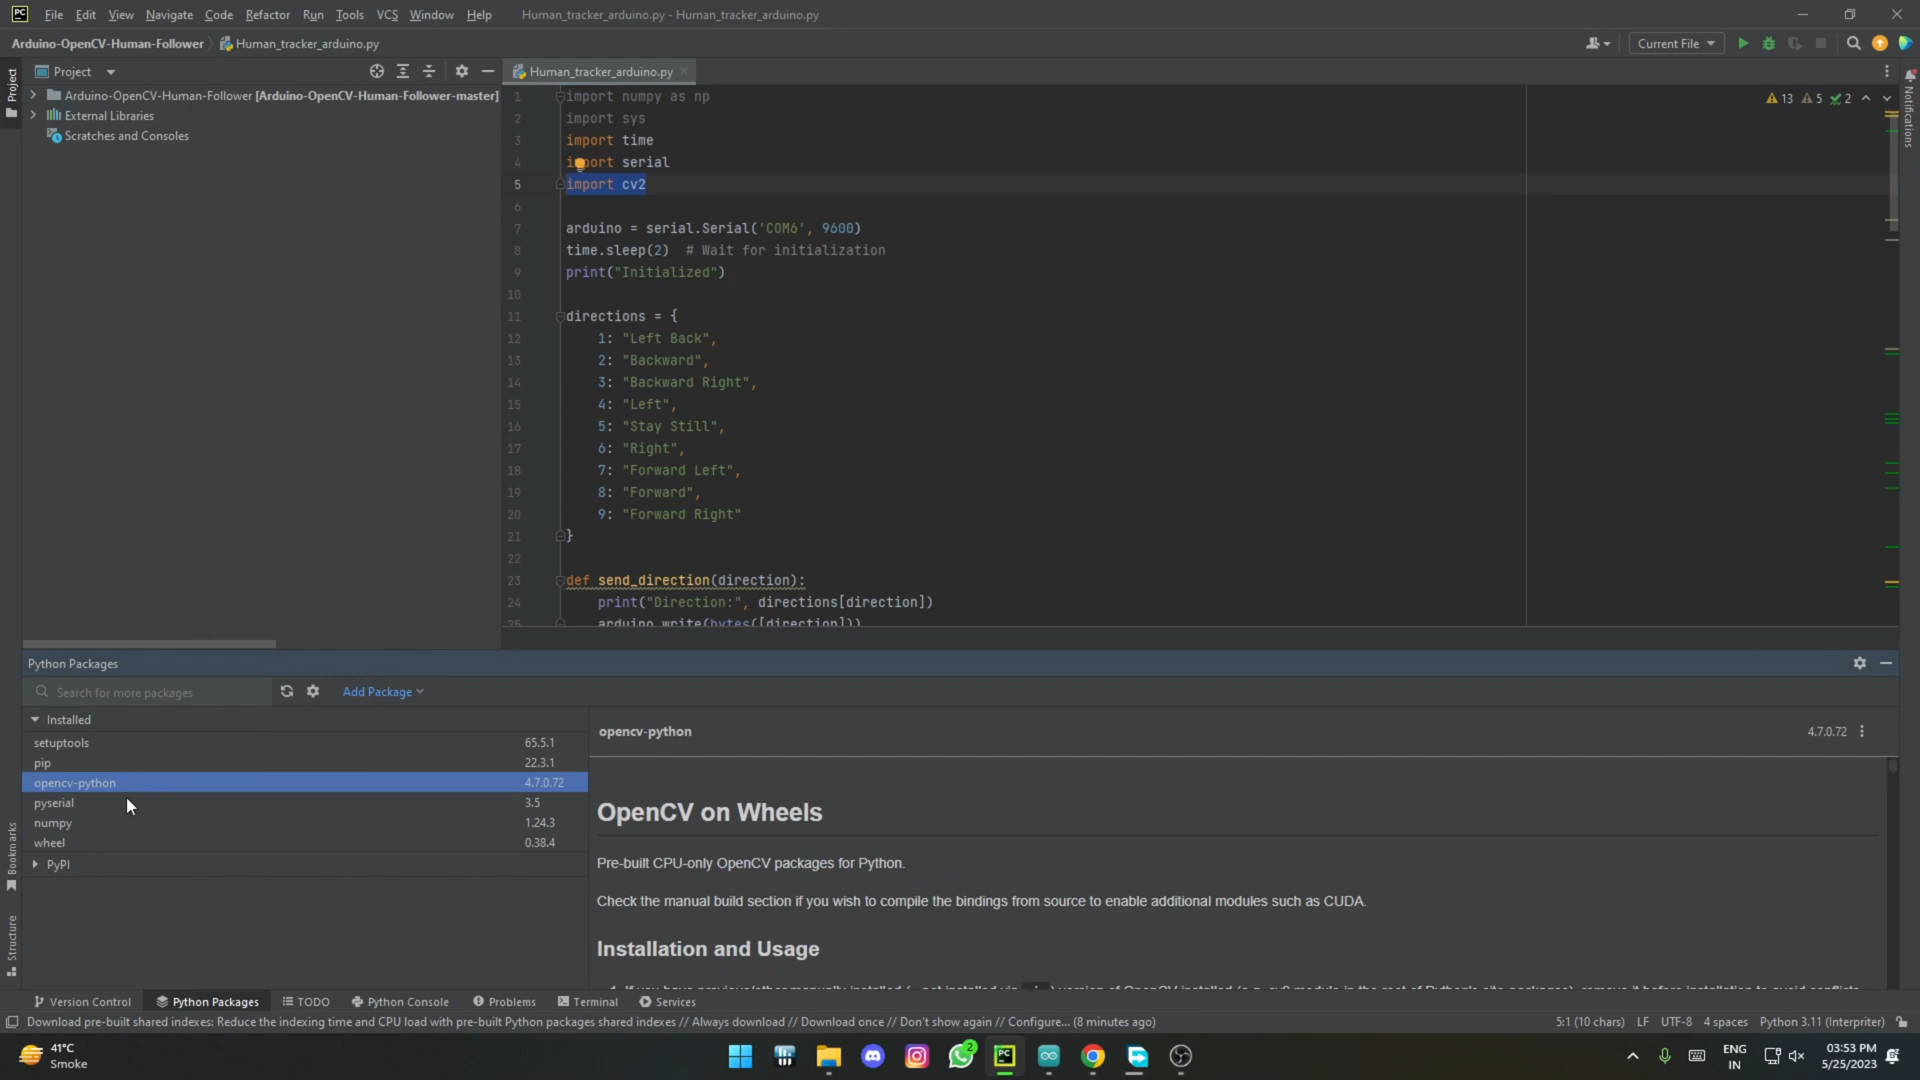 PC File Edit View Navigate Code Refactor Run Tools VCS Window Help Human_tracker_arduino.py - Human_tracker_arduino.py
Arduino-OpenCV-Human-Follower Human_tracker_arduino.py Current File
Project Project Human_tracker_arduino.py
Arduino-OpenCV-Human-Follower [Arduino-OpenCV-Human-Follower-master]
External Libraries
Scratches and Consoles
13 5 2
Notifications
1 import numpy as np
2 import sys
3 import time
4 import serial
5 import cv2
6
7 arduino = serial.Serial('COM6', 9600)
8 time.sleep(2) # Wait for initialization
9 print("Initialized")
10
11 directions = {
12 1: "Left Back",
13 2: "Backward",
14 3: "Backward Right",
15 4: "Left",
16 5: "Stay Still",
17 6: "Right",
18 7: "Forward Left",
19 8: "Forward",
20 9: "Forward Right"
21 }
22
23 def send_direction(direction):
24 print("Direction:", directions[direction])
25 arduino.write(bytes([direction]))
Python Packages
Search for more packages Add Package
Installed
setuptools 65.5.1
pip 22.3.1
opencv-python 4.7.0.72
pyserial 3.5
numpy 1.24.3
wheel 0.38.4
PyPI
opencv-python 4.7.0.72
OpenCV on Wheels
Pre-built CPU-only OpenCV packages for Python.
Check the manual build section if you wish to compile the bindings from source to enable additional modules such as CUDA.
Installation and Usage
Bookmarks
Structure
Version Control Python Packages TODO Python Console Problems Terminal Services
Download pre-built shared indexes: Reduce the indexing time and CPU load with pre-built Python packages shared indexes // Always download // Download once // Don't show again // Configure... (8 minutes ago) 5:1 (10 chars) LF UTF-8 4 spaces Python 3.11 (Interpriter)
41°C
Smoke
2
PC
ENG
IN
03:53 PM
5/25/2023